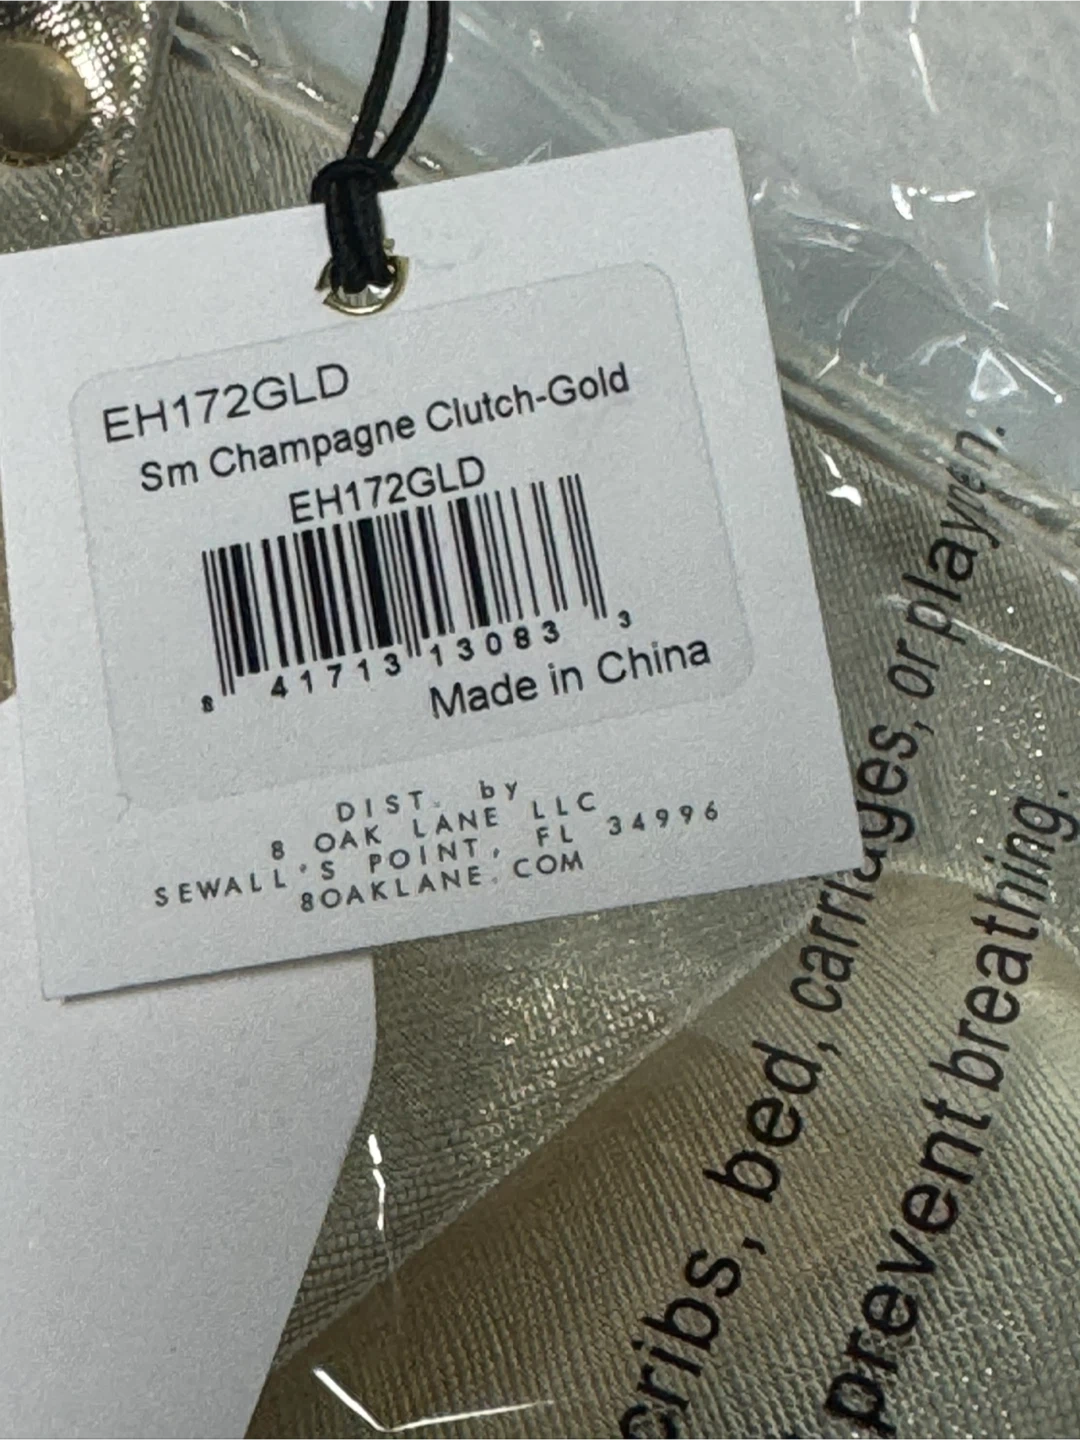 EH172GLD
Sm Champagne Clutch-Gold
EH172GLD
8 41713 13083 3
Made in China
DIST. by
8 OAK LANE LLC
SEWALL'S POINT, FL 34996
8OAKLANE.COM
cribs, bed, carriages, or playpen.
prevent breathing.